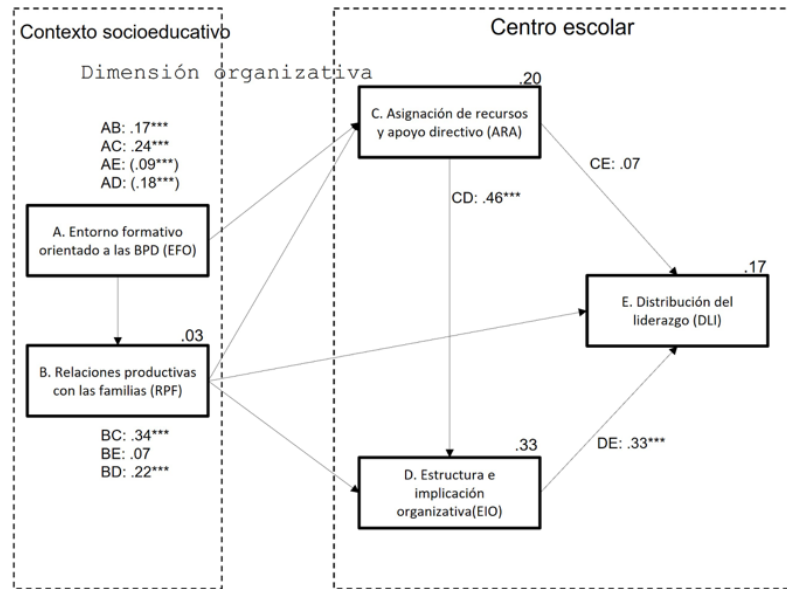 Contexto socioeducativo
Centro escolar
Dimensión organizativa
AB: .17***
AC: .24***
AE: (.09***)
AD: (.18***)
A. Entorno formativo
orientado a las BPD (EFO)
.03
B. Relaciones productivas
con las familias (RPF)
BC: .34***
BE: .07
BD: .22***
.20
C. Asignación de recursos
y apoyo directivo (ARA)
CE: .07
CD: .46***
.17
E. Distribución del
liderazgo (DLI)
.33
D. Estructura e
implicación
organizativa(EIO)
DE: .33***